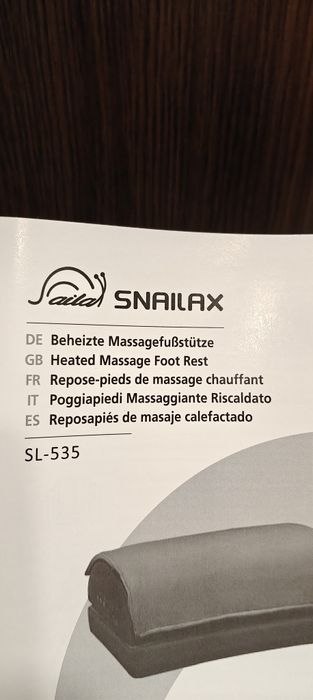 Snailax SNAILAX
DE Beheizte Massagefußstütze
GB Heated Massage Foot Rest
FR Repose-pieds de massage chauffant
IT Poggiapiedi Massaggiante Riscaldato
ES Reposapiés de masaje calefactado
SL-535